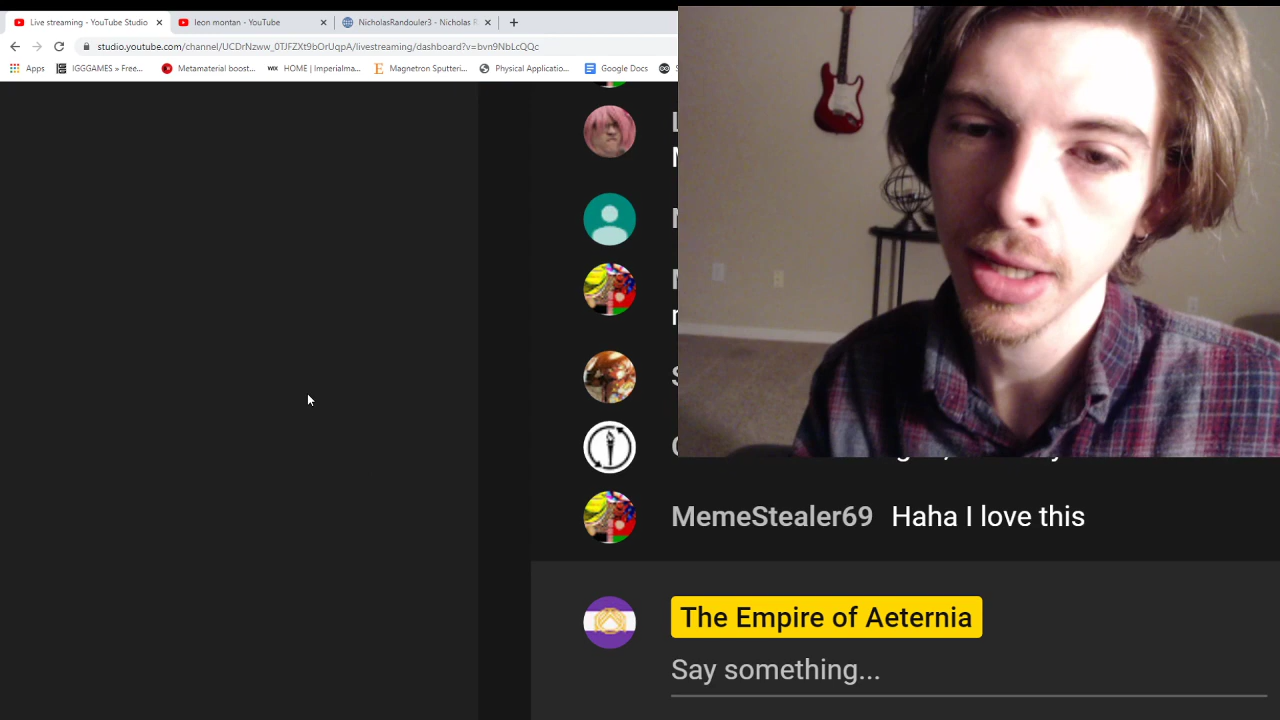 Live streaming - YouTube Studio
leon montan - YouTube
NicholasRandouler3 - Nicholas R
studio.youtube.com/channel/UCDrNzww_0TJFZXt9bOrUqpA/livestreaming/dashboard?v=bvn9NbLcQQc
Apps IGGGAMES » Free... Metamaterial boost... WIX HOME | Imperialma... E Magnetron Sputteri... Physical Applicatio... Google Docs
MemeStealer69 Haha I love this
The Empire of Aeternia
Say something...